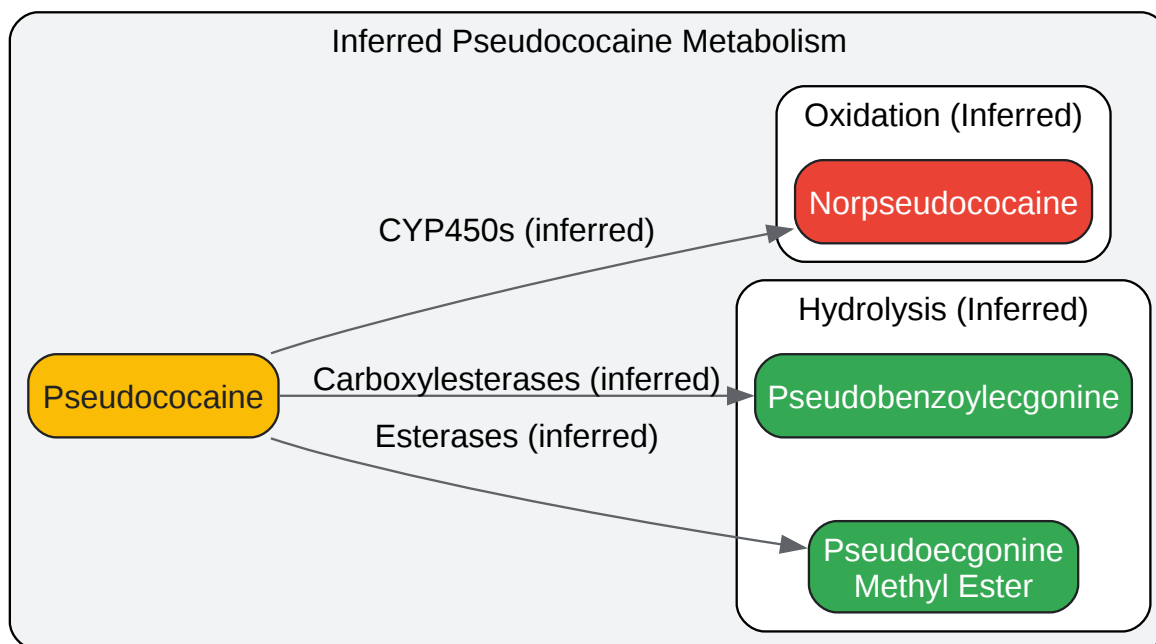 Inferred Pseudococaine Metabolism
Oxidation (Inferred)
Norpseudococaine
CYP450s (inferred)
Hydrolysis (Inferred)
Pseudococaine
Carboxylesterases (inferred)
Pseudobenzoylecgonine
Esterases (inferred)
Pseudoecgonine
Methyl Ester